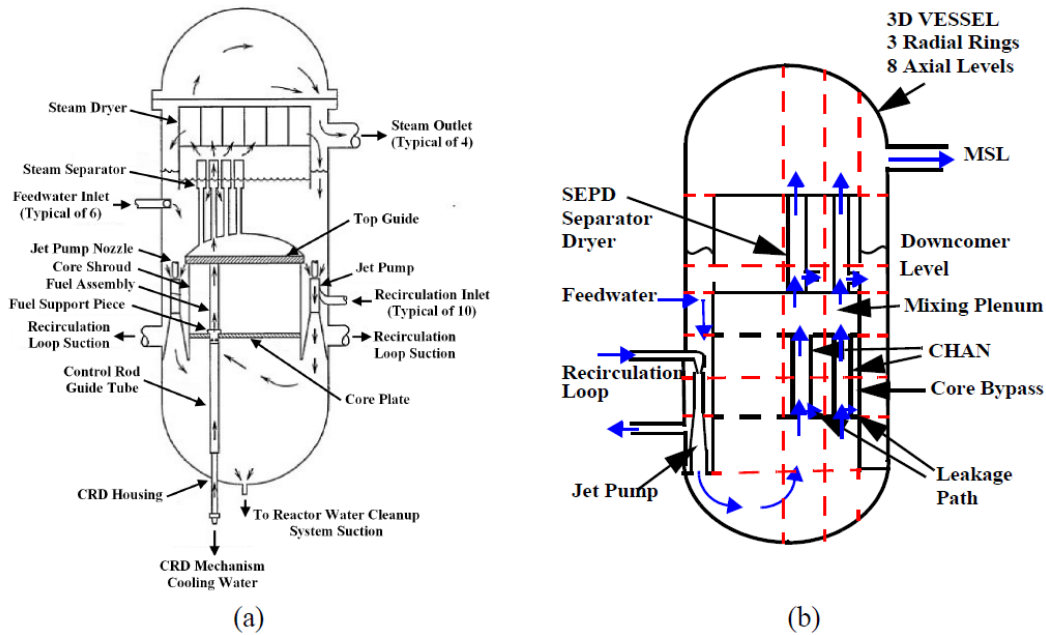 Steam Dryer
Steam Outlet
(Typical of 4)
Steam Separator
Feedwater Inlet
(Typical of 6)
Top Guide
Jet Pump Nozzle
Core Shroud
Fuel Assembly
Fuel Support Piece
Jet Pump
Recirculation Inlet
(Typical of 10)
Recirculation
Loop Suction
Recirculation
Loop Suction
Control Rod
Guide Tube
Core Plate
CRD Housing
To Reactor Water Cleanup
System Suction
CRD Mechanism
Cooling Water
(a)
3D VESSEL
3 Radial Rings
8 Axial Levels
MSL
SEPD
Separator
Dryer
Downcomer
Level
Feedwater
Mixing Plenum
CHAN
Recirculation
Loop
Core Bypass
Jet Pump
Leakage
Path
(b)